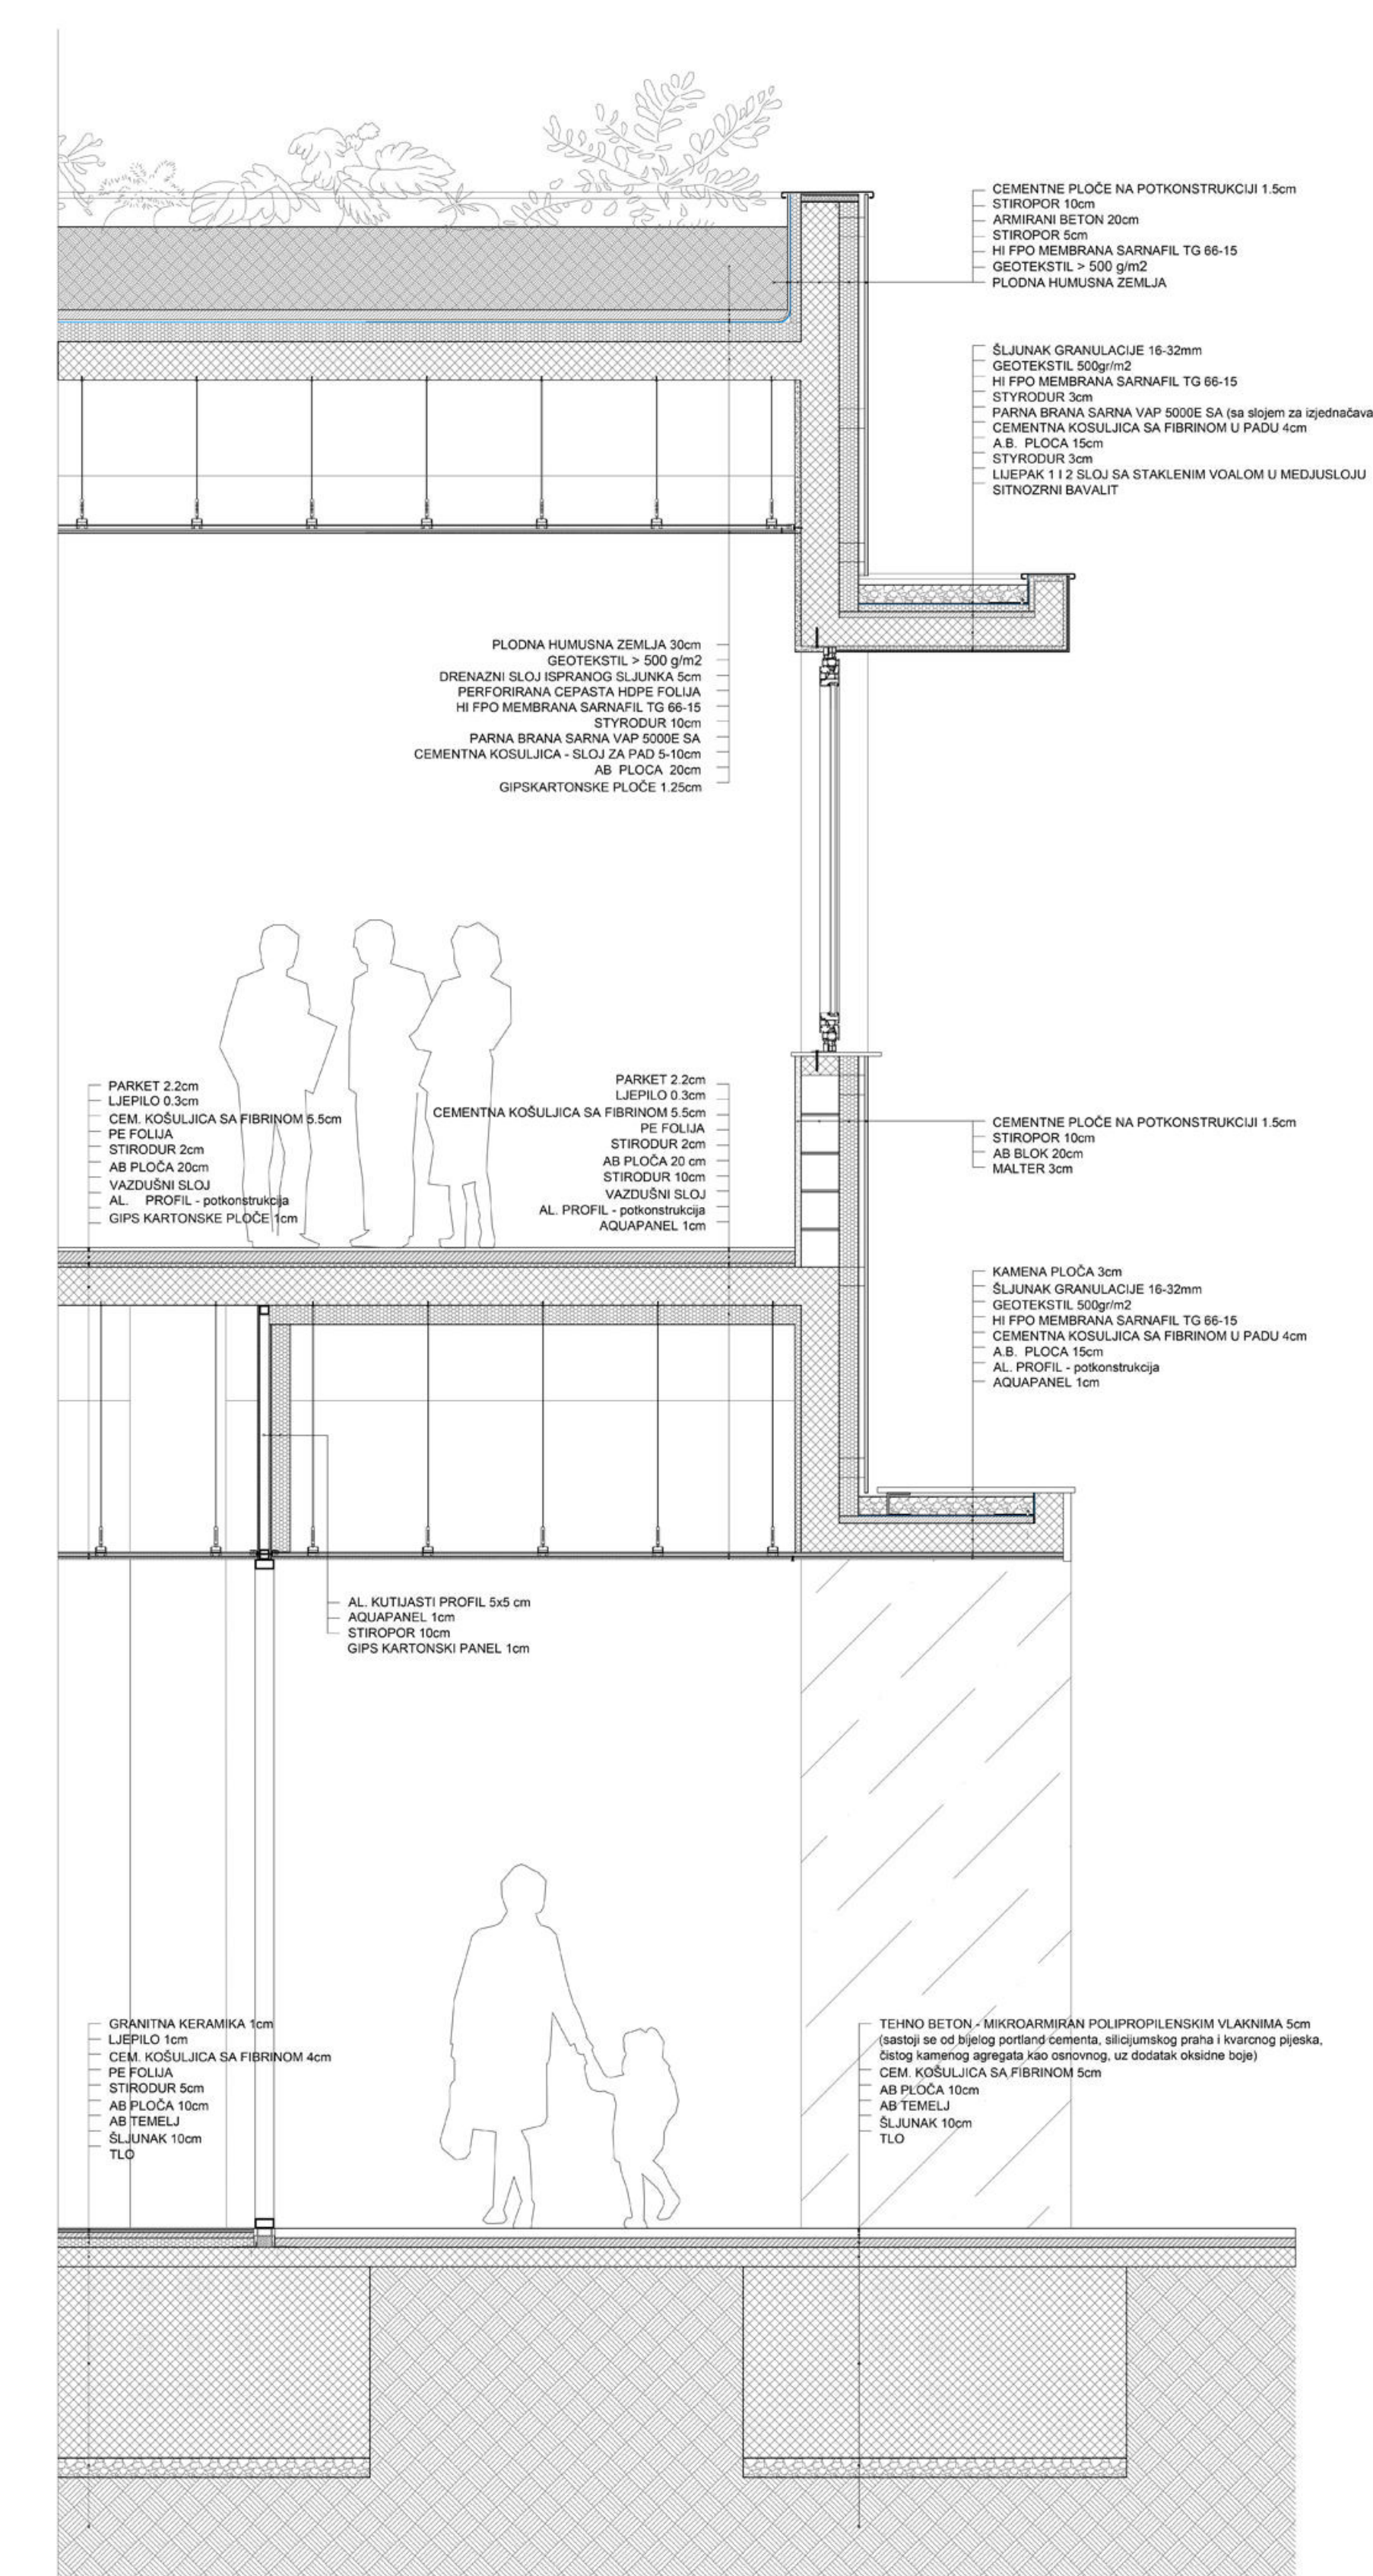 CEMENTNE PLOČE NA POTKONSTRUKCIJI 1.5cm
STIROPOR 10cm
ARMIRANI BETON 20cm
STIROPOR 5cm
HI FPO MEMBRANA SARNAFIL TG 66-15
GEOTEKSTIL > 500 g/m2
PLODNA HUMUSNA ZEMLJA
ŠLJUNAK GRANULACIJE 16-32mm
GEOTEKSTIL 500gr/m2
HI FPO MEMBRANA SARNAFIL TG 66-15
STYRODUR 3cm
PARNA BRANA SARNA VAP 5000E SA (sa slojem za izjednačava
CEMENTNA KOSULJICA SA FIBRINOM U PADU 4cm
A.B. PLOCA 15cm
STYRODUR 3cm
LIJEPAK 1 I 2 SLOJ SA STAKLENIM VOALOM U MEDJUSLOJU
SITNOZRNI BAVALIT
PLODNA HUMUSNA ZEMLJA 30cm
GEOTEKSTIL > 500 g/m2
DRENAZNI SLOJ ISPRANOG SLJUNKA 5cm
PERFORIRANA CEPASTA HDPE FOLIJA
HI FPO MEMBRANA SARNAFIL TG 66-15
STYRODUR 10cm
PARNA BRANA SARNA VAP 5000E SA
CEMENTNA KOSULJICA - SLOJ ZA PAD 5-10cm
AB PLOCA 20cm
GIPSKARTONSKE PLOČE 1.25cm
PARKET 2.2cm
LJEPILO 0.3cm
CEM. KOŠULJICA SA FIBRINOM 5.5cm
PE FOLIJA
STIRODUR 2cm
AB PLOČA 20cm
VAZDUŠNI SLOJ
AL. PROFIL - potkonstrukcija
GIPS KARTONSKE PLOČE 1cm
PARKET 2.2cm
LJEPILO 0.3cm
CEMENTNA KOŠULJICA SA FIBRINOM 5.5cm
PE FOLIJA
STIRODUR 2cm
AB PLOČA 20 cm
STIRODUR 10cm
VAZDUŠNI SLOJ
AL. PROFIL - potkonstrukcija
AQUAPANEL 1cm
CEMENTNE PLOČE NA POTKONSTRUKCIJI 1.5cm
STIROPOR 10cm
AB BLOK 20cm
MALTER 3cm
KAMENA PLOČA 3cm
ŠLJUNAK GRANULACIJE 16-32mm
GEOTEKSTIL 500gr/m2
HI FPO MEMBRANA SARNAFIL TG 66-15
CEMENTNA KOSULJICA SA FIBRINOM U PADU 4cm
A.B. PLOCA 15cm
AL. PROFIL - potkonstrukcija
AQUAPANEL 1cm
AL. KUTIJASTI PROFIL 5x5 cm
AQUAPANEL 1cm
STIROPOR 10cm
GIPS KARTONSKI PANEL 1cm
GRANITNA KERAMIKA 1cm
LJEPILO 1cm
CEM. KOŠULJICA SA FIBRINOM 4cm
PE FOLIJA
STIRODUR 5cm
AB PLOČA 10cm
AB TEMELJ
ŠLJUNAK 10cm
TLO
TEHNO BETON - MIKROARMIRAN POLIPROPILENSKIM VLAKNIMA 5cm
(sastoji se od bijelog portland cementa, silicijumskog praha i kvarcnog pijeska,
čistog kamenog agregata kao osnovnog, uz dodatak oksidne boje)
CEM. KOŠULJICA SA FIBRINOM 5cm
AB PLOČA 10cm
AB TEMELJ
ŠLJUNAK 10cm
TLO